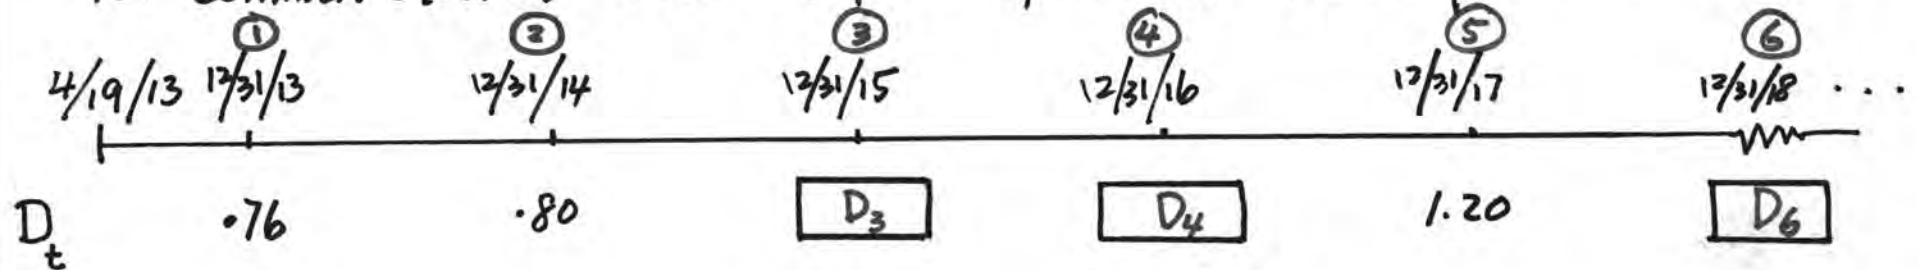 ① ② ③ ④ ⑤ ⑥
4/19/13 12/31/13 12/31/14 12/31/15 12/31/16 12/31/17 12/31/18 ...
D_t .76 .80 D_3 D_4 1.20 D_6